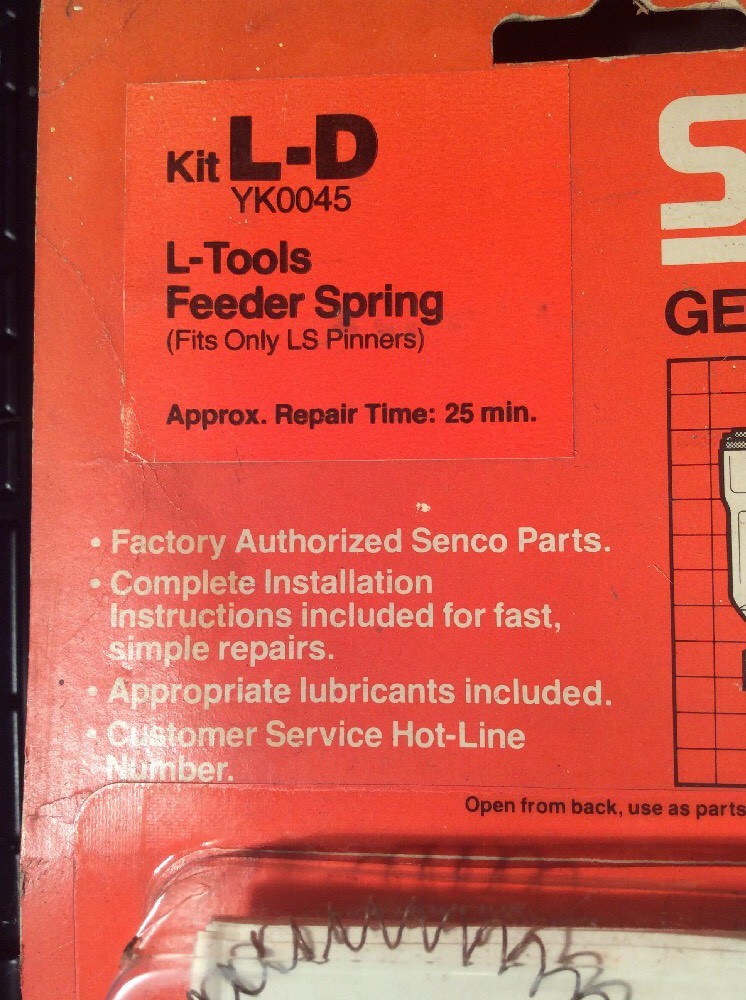 Kit L-D
YK0045
L-Tools
Feeder Spring
(Fits Only LS Pinners)
Approx. Repair Time: 25 min.
• Factory Authorized Senco Parts.
• Complete Installation
Instructions included for fast,
simple repairs.
• Appropriate lubricants included.
• Customer Service Hot-Line
Number.
S
GE
Open from back, use as parts